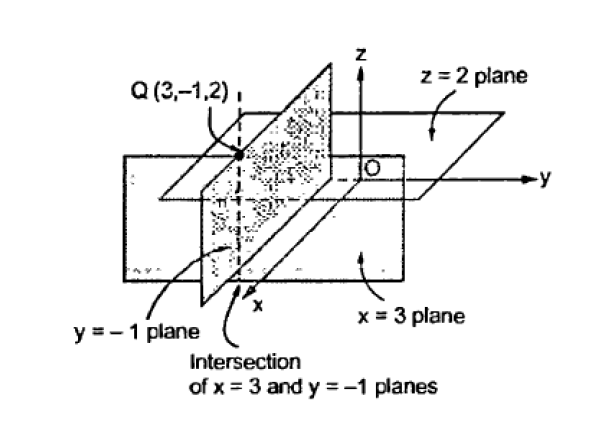 z
Q (3,–1,2)
z = 2 plane
O
y
x
y = – 1 plane
x = 3 plane
Intersection
of x = 3 and y = –1 planes